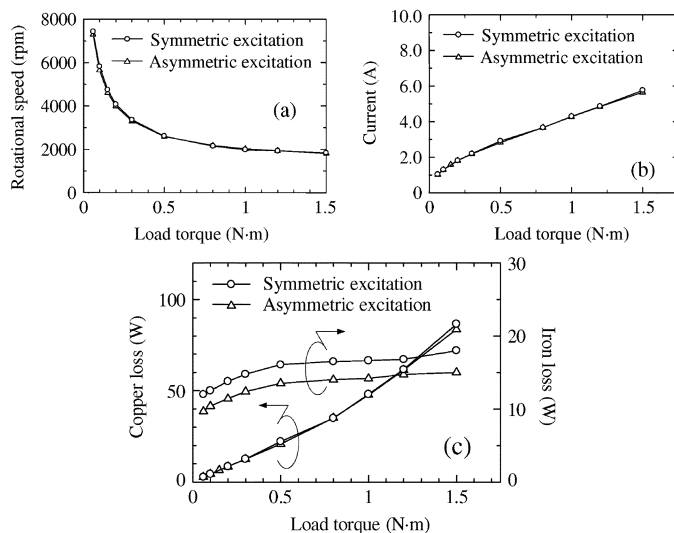 8000
6000
4000
2000
0
Rotational speed (rpm)
Symmetric excitation
Asymmetric excitation
(a)
0 0.5 1 1.5
Load torque (N·m)
10.0
8.0
6.0
4.0
2.0
0
Current (A)
Symmetric excitation
Asymmetric excitation
(b)
0 0.5 1 1.5
Load torque (N·m)
100
50
0
Copper loss (W)
Symmetric excitation
Asymmetric excitation
(c)
30
20
10
0
Iron loss (W)
0 0.5 1 1.5
Load torque (N·m)